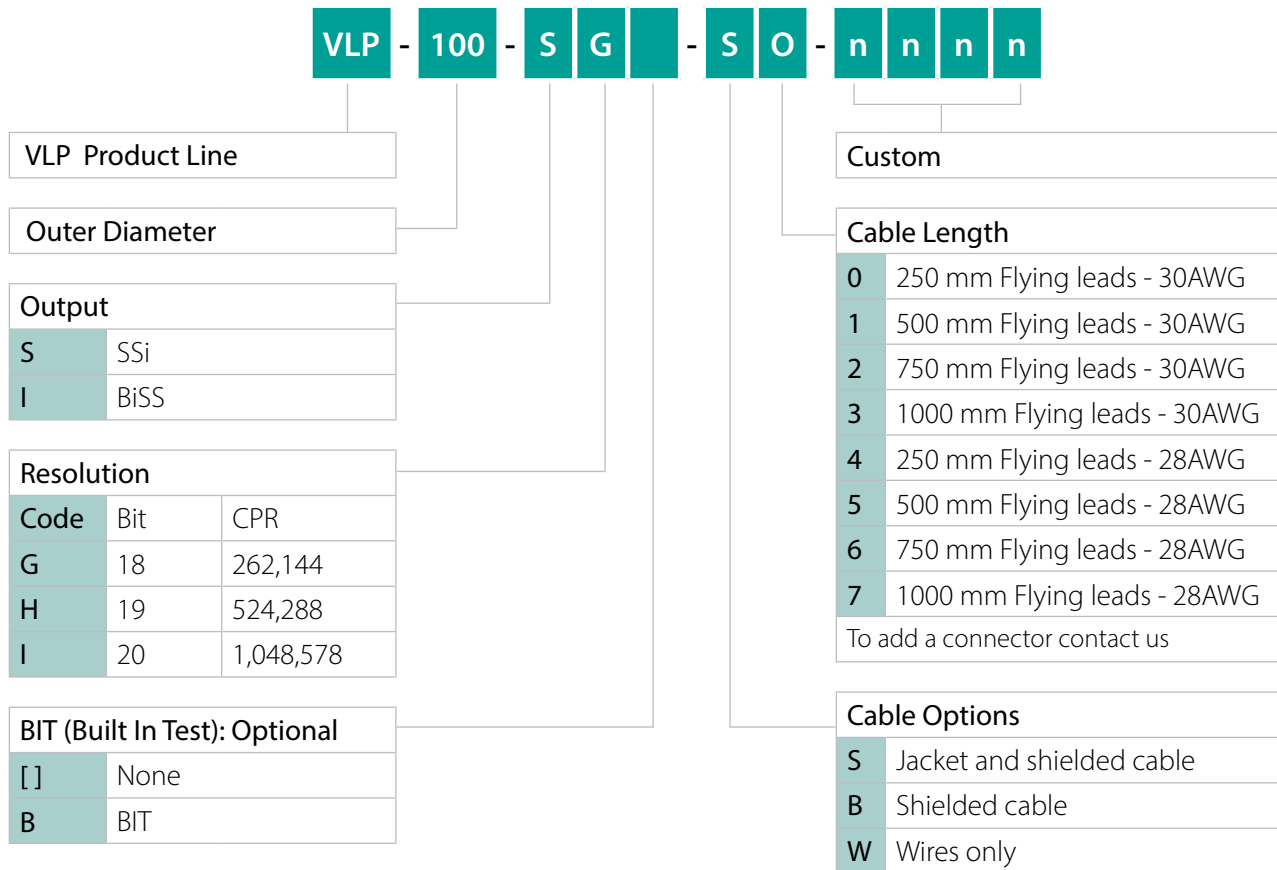 VLP - 100 - S G - S O - n n n n
VLP Product Line
Outer Diameter
Output
S SSi
I BiSS
Resolution
Code Bit CPR
G 18 262,144
H 19 524,288
I 20 1,048,578
BIT (Built In Test): Optional
[ ] None
B BIT
Custom
Cable Length
0 250 mm Flying leads - 30AWG
1 500 mm Flying leads - 30AWG
2 750 mm Flying leads - 30AWG
3 1000 mm Flying leads - 30AWG
4 250 mm Flying leads - 28AWG
5 500 mm Flying leads - 28AWG
6 750 mm Flying leads - 28AWG
7 1000 mm Flying leads - 28AWG
To add a connector contact us
Cable Options
S Jacket and shielded cable
B Shielded cable
W Wires only